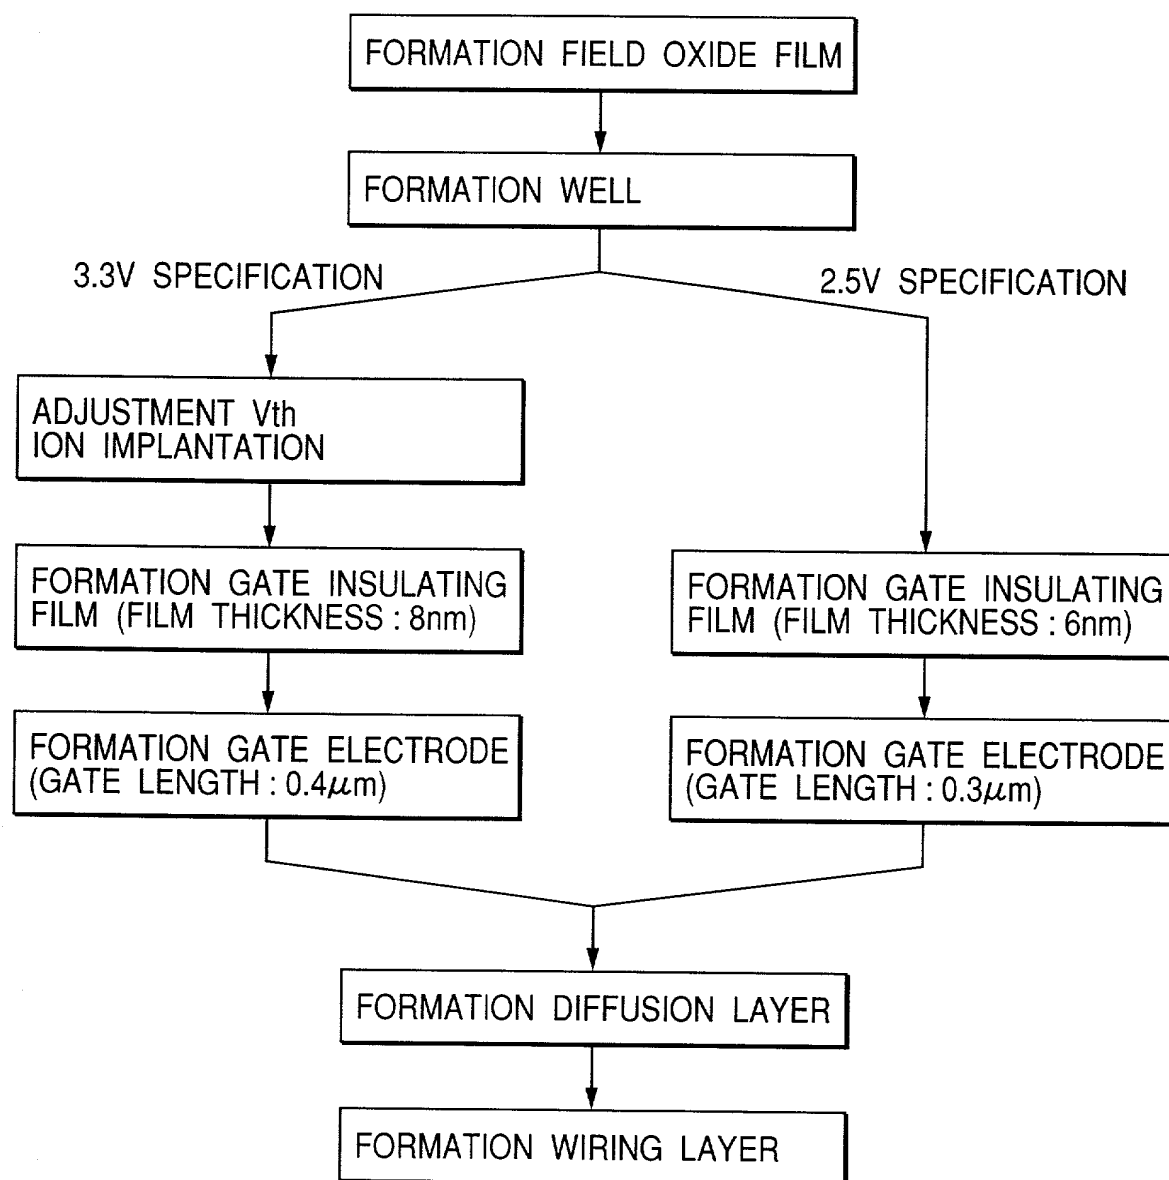 FORMATION FIELD OXIDE FILM
FORMATION WELL
3.3V SPECIFICATION
2.5V SPECIFICATION
ADJUSTMENT Vth
ION IMPLANTATION
FORMATION GATE INSULATING
FILM (FILM THICKNESS : 8nm)
FORMATION GATE INSULATING
FILM (FILM THICKNESS : 6nm)
FORMATION GATE ELECTRODE
(GATE LENGTH : 0.4μm)
FORMATION GATE ELECTRODE
(GATE LENGTH : 0.3μm)
FORMATION DIFFUSION LAYER
FORMATION WIRING LAYER